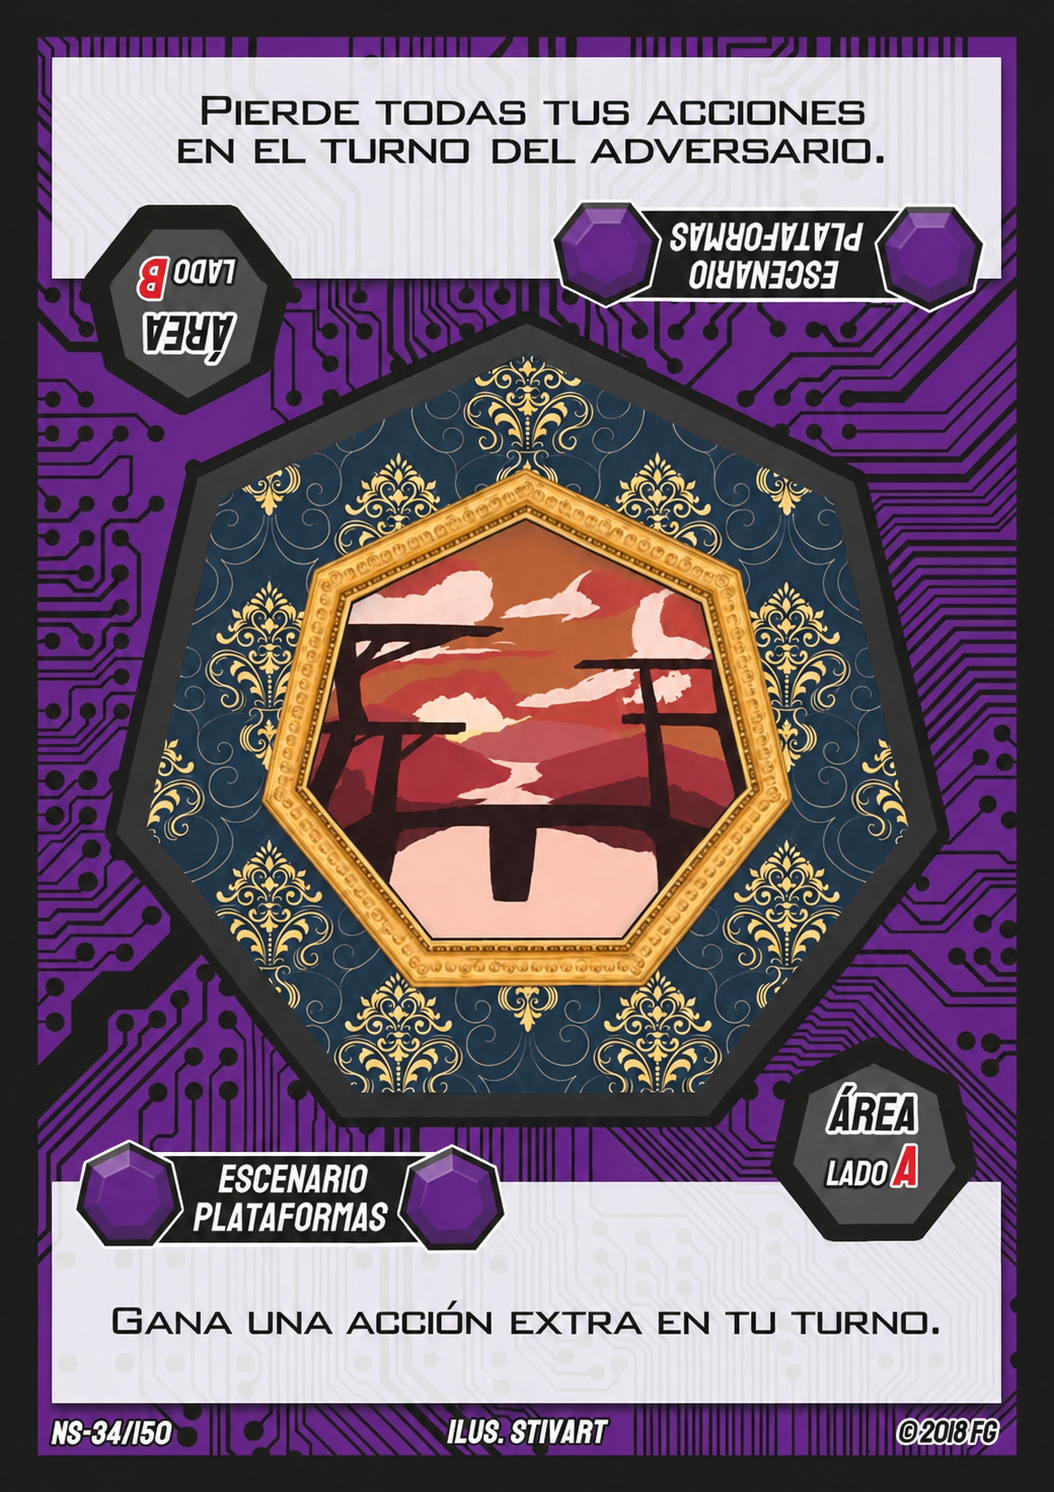 PIERDE TODAS TUS ACCIONES
EN EL TURNO DEL ADVERSARIO.
ESCENARIO
PLATAFORMAS
ÁREA
LADO B
ÁREA
LADO A
ESCENARIO
PLATAFORMAS
GANA UNA ACCIÓN EXTRA EN TU TURNO.
NS-34/150
ILUS. STIVART
© 2018 FG